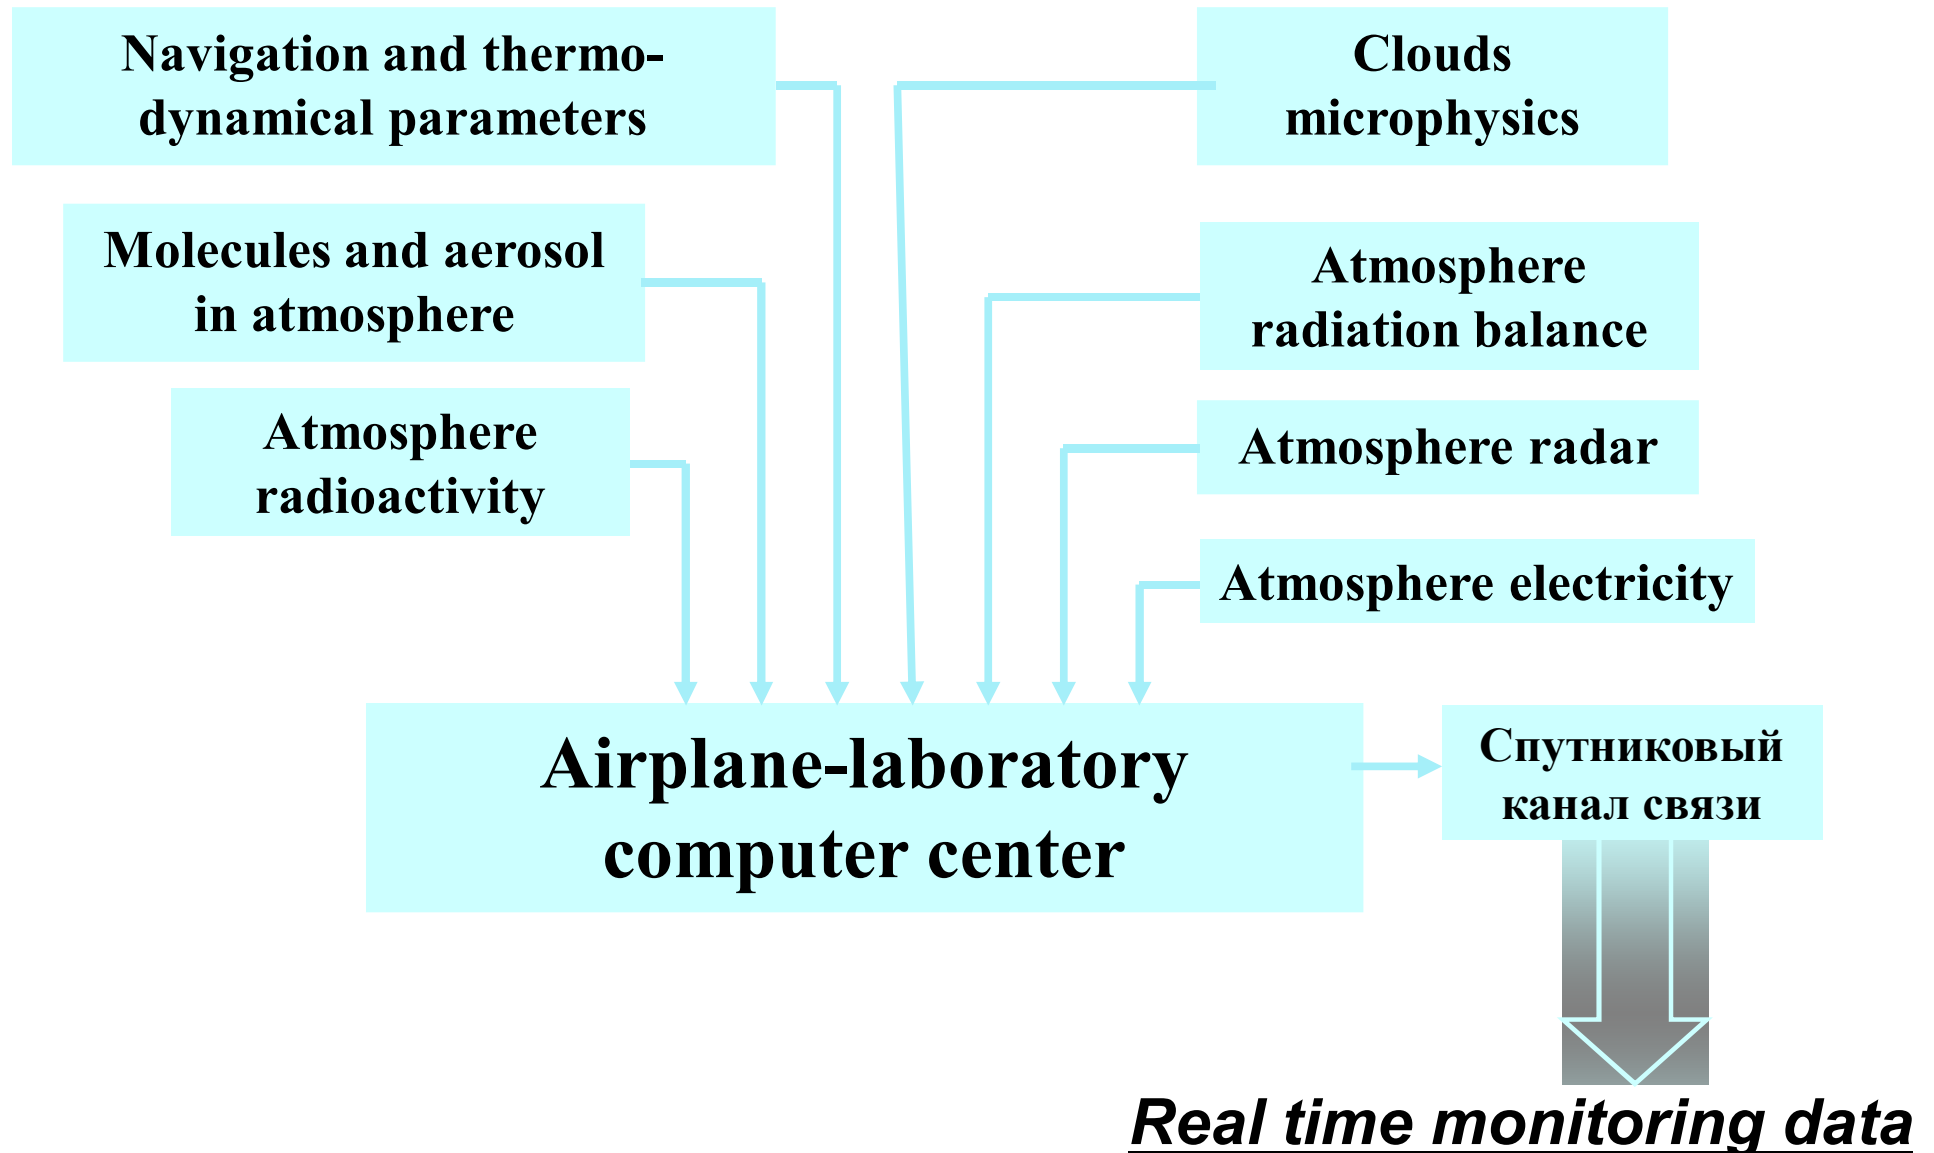 Navigation and thermo-
dynamical parameters
Clouds
microphysics
Molecules and aerosol
in atmosphere
Atmosphere
radiation balance
Atmosphere
radioactivity
Atmosphere radar
Atmosphere electricity
Airplane-laboratory
computer center
Спутниковый
канал связи
Real time monitoring data